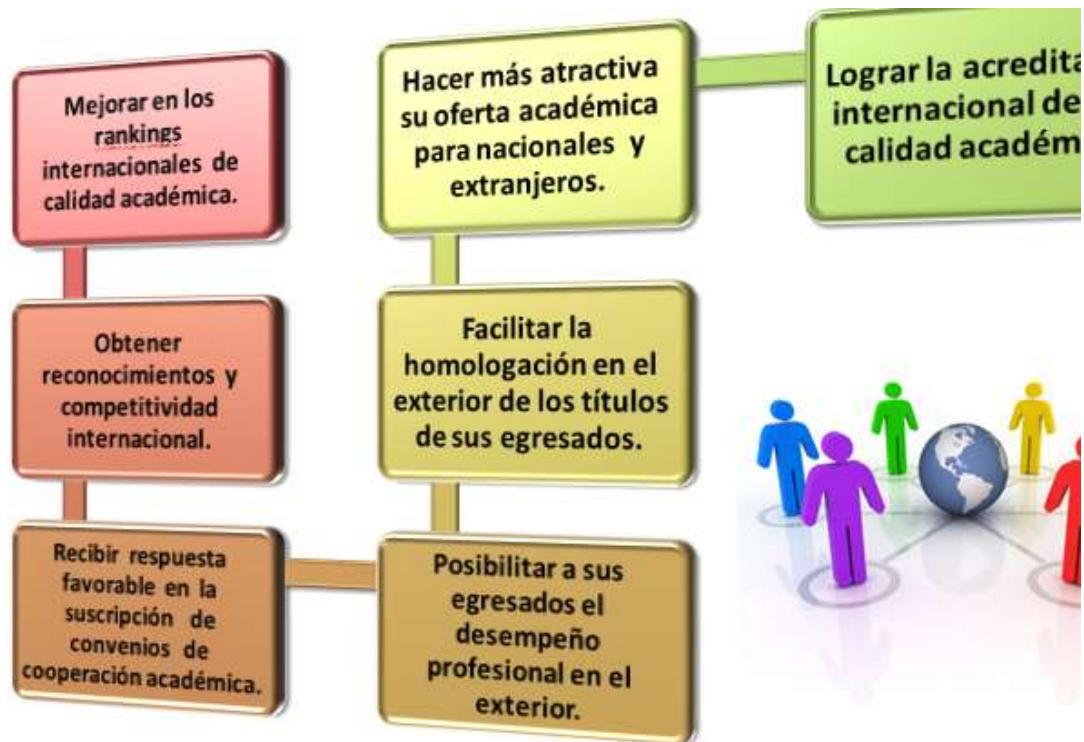 Mejorar en los
rankings
internacionales de
calidad académica.
Obtener
reconocimientos y
competitividad
internacional.
Recibir respuesta
favorable en la
suscripción de
convenios de
cooperación académica.
Posibilitar a sus
egresados el
desempeño
profesional en el
exterior.
Facilitar la
homologación en el
exterior de los títulos
de sus egresados.
Hacer más atractiva
su oferta académica
para nacionales y
extranjeros.
Lograr la acredita
internacional de
calidad académ